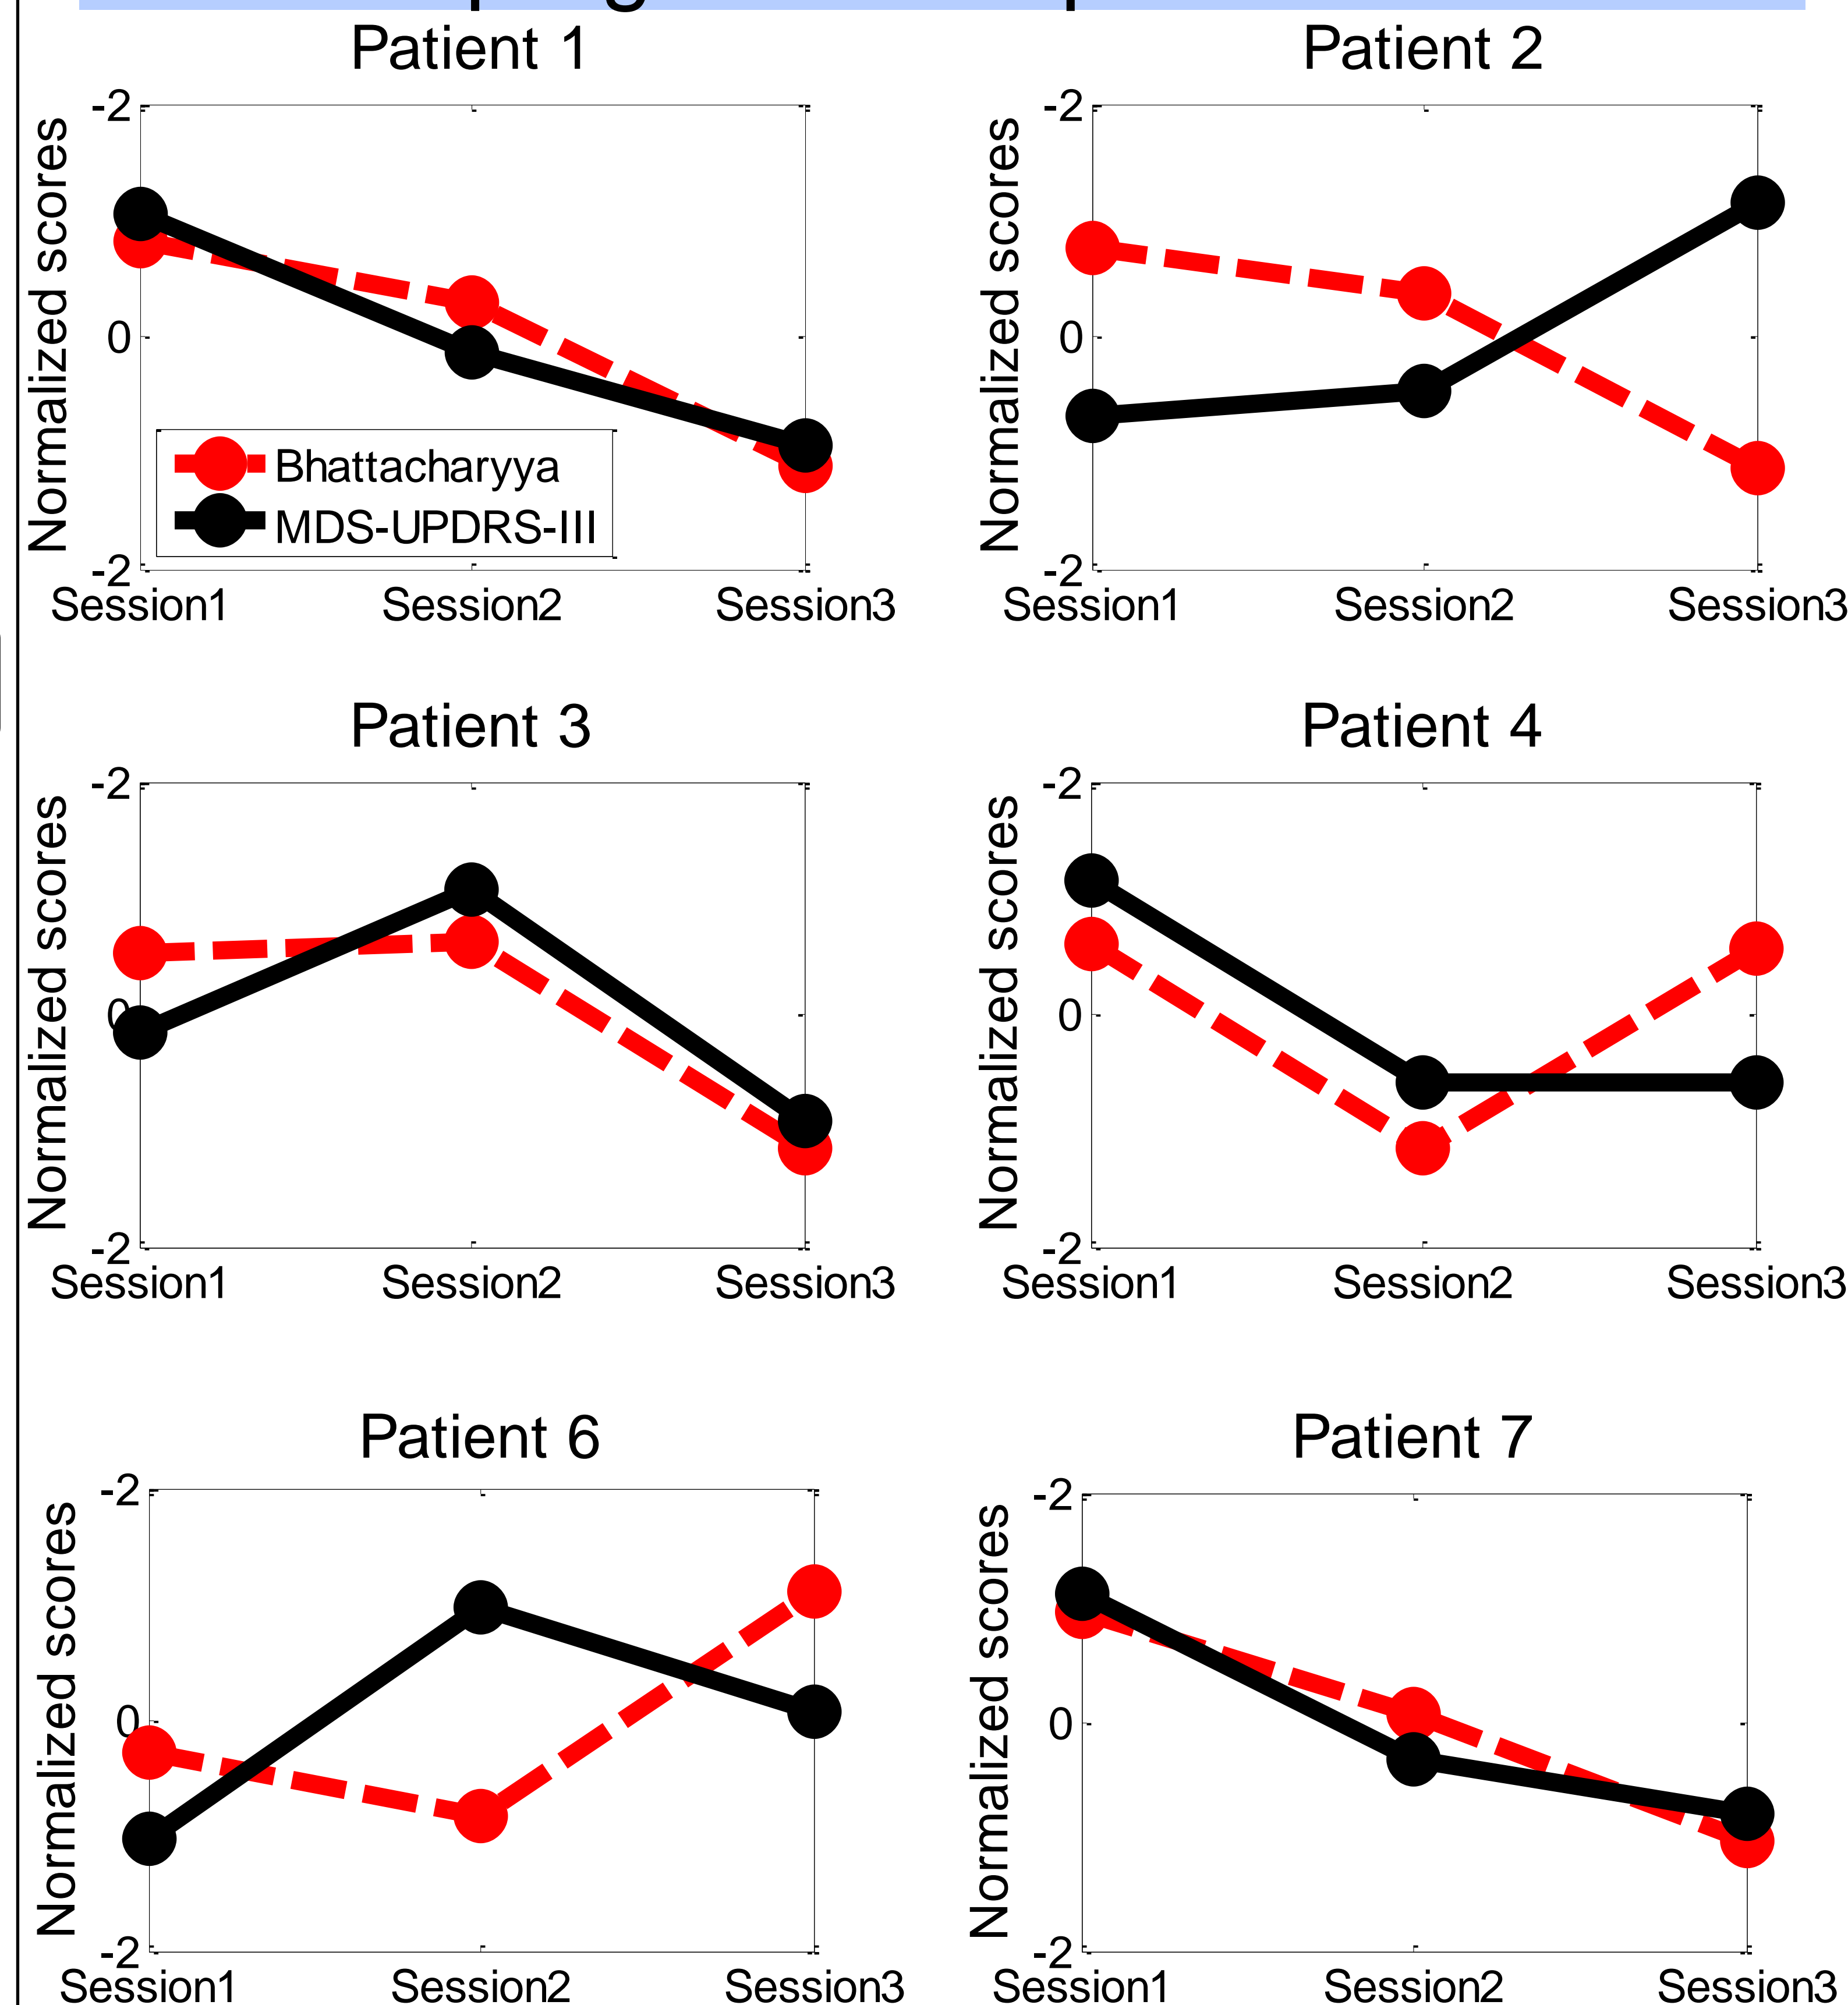 Patient 1
Patient 2
-2
0
-2
Normalized scores
Bhattacharyya
MDS-UPDRS-III
Session1 Session2 Session3
-2
0
-2
Normalized scores
Session1 Session2 Session3
Patient 3
Patient 4
-2
0
-2
Normalized scores
Session1 Session2 Session3
-2
0
-2
Normalized scores
Session1 Session2 Session3
Patient 6
Patient 7
-2
0
-2
Normalized scores
Session1 Session2 Session3
-2
0
-2
Normalized scores
Session1 Session2 Session3